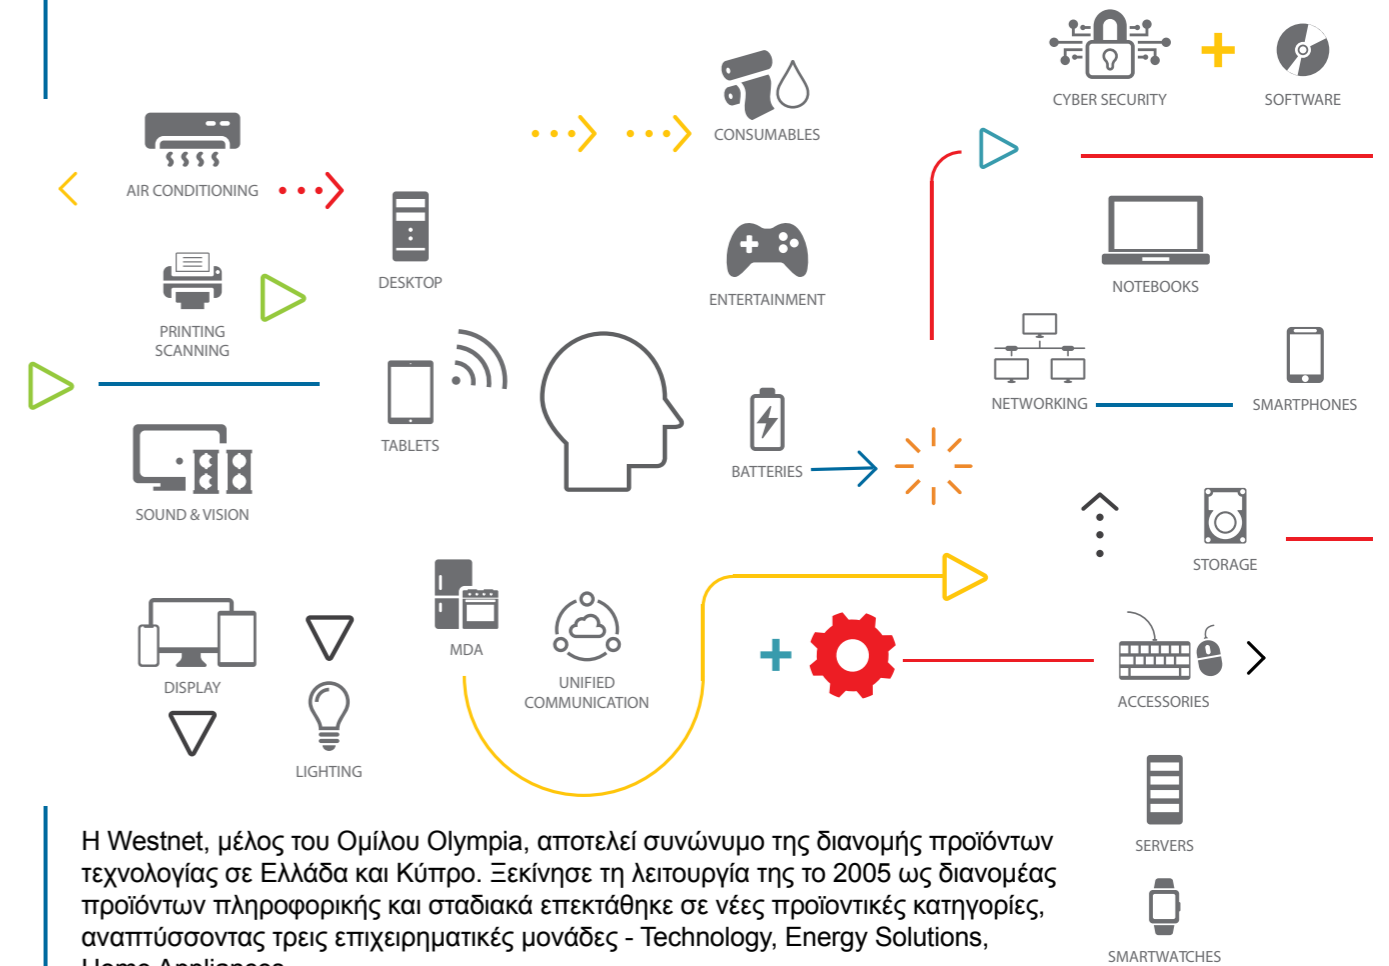 CYBER SECURITY
SOFTWARE
CONSUMABLES
AIR CONDITIONING
DESKTOP
NOTEBOOKS
ENTERTAINMENT
PRINTING
SCANNING
NETWORKING
SMARTPHONES
TABLETS
BATTERIES
SOUND & VISION
STORAGE
MDA
UNIFIED
COMMUNICATION
DISPLAY
ACCESSORIES
LIGHTING
SERVERS
SMARTWATCHES
Η Westnet, μέλος του Ομίλου Olympia, αποτελεί συνώνυμο της διανομής προϊόντων
τεχνολογίας σε Ελλάδα και Κύπρο. Ξεκίνησε τη λειτουργία της το 2005 ως διανομέας
προϊόντων πληροφορικής και σταδιακά επεκτάθηκε σε νέες προϊοντικές κατηγορίες,
αναπτύσσοντας τρεις επιχειρηματικές μονάδες - Technology, Energy Solutions,
Home Appliances